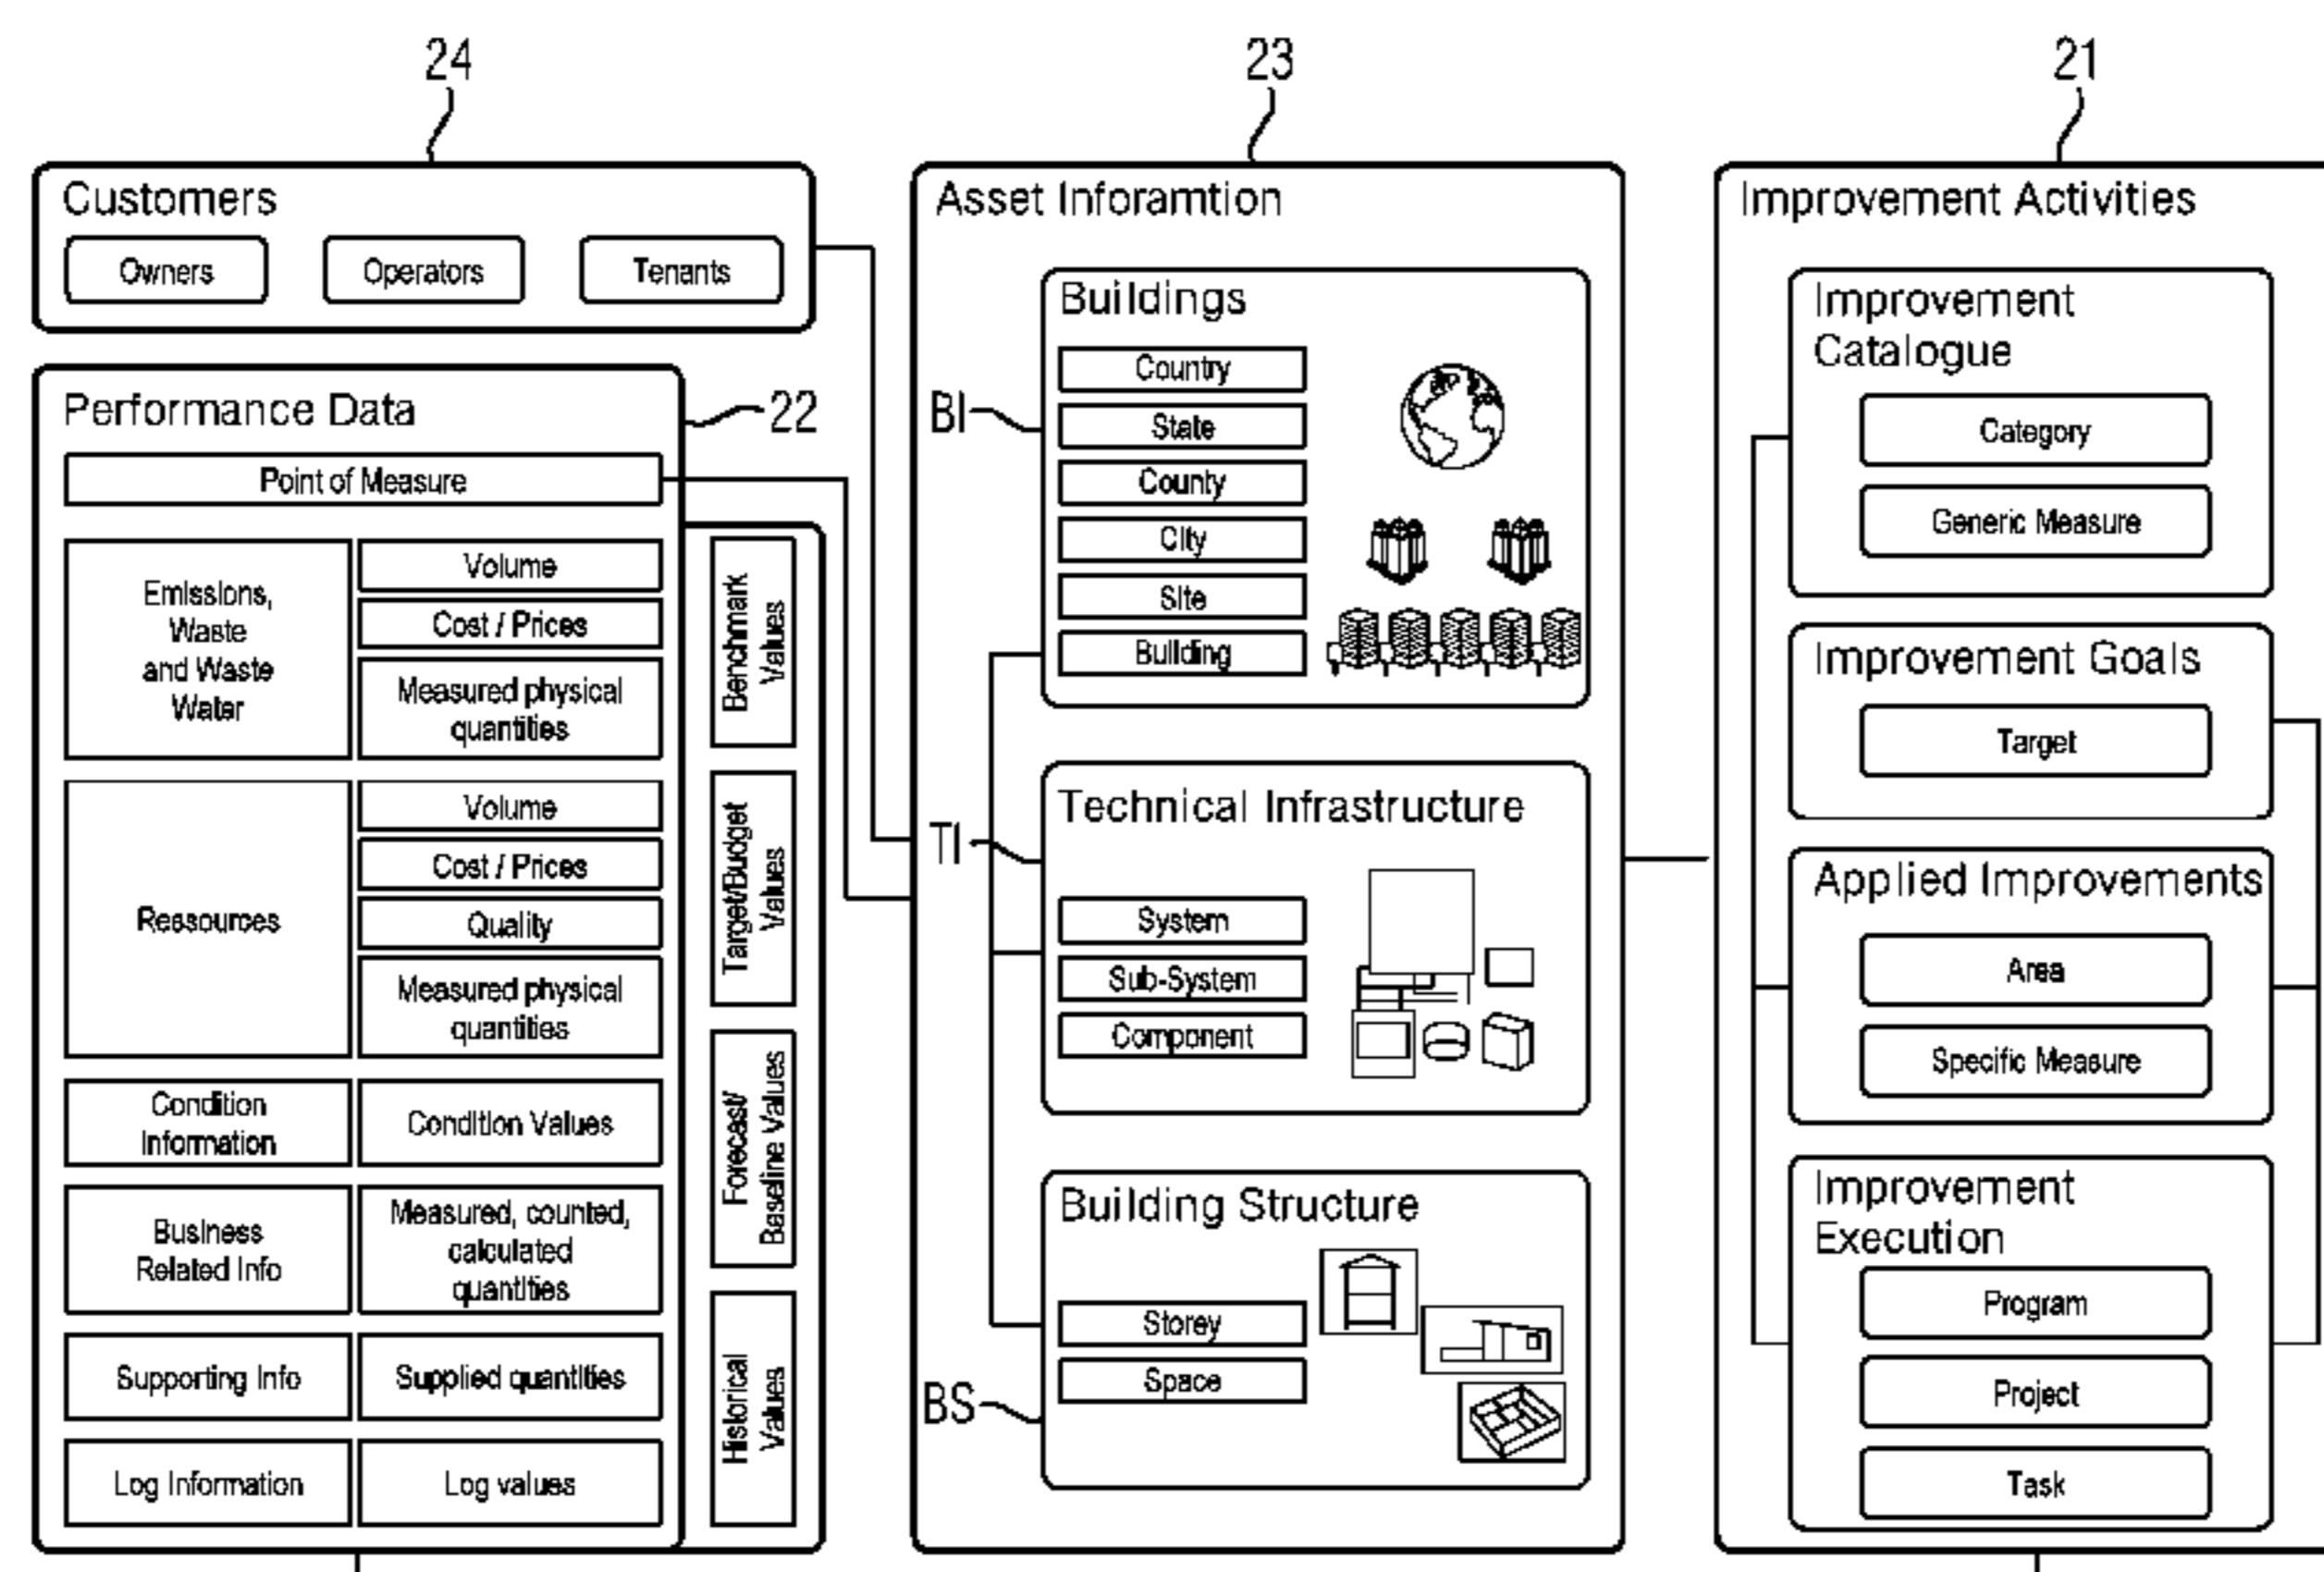 24
23
21
Customers
Owners
Operators
Tenants
Performance Data
22
Point of Measure
Emissions,
Waste
and Waste
Water
Volume
Cost / Prices
Measured physical
quantities
Ressources
Volume
Cost / Prices
Quality
Measured physical
quantities
Condition
Information
Condition Values
Business
Related Info
Measured, counted,
calculated
quantities
Supporting Info
Supplied quantities
Log Information
Log values
Benchmark
Values
Target/Budget
Values
Forecast/
Baseline Values
Historical
Values
Asset Inforamtion
BI
Buildings
Country
State
County
City
Site
Building
TI
Technical Infrastructure
System
Sub-System
Component
BS
Building Structure
Storey
Space
Improvement Activities
Improvement
Catalogue
Category
Generic Measure
Improvement Goals
Target
Applied Improvements
Area
Specific Measure
Improvement
Execution
Program
Project
Task